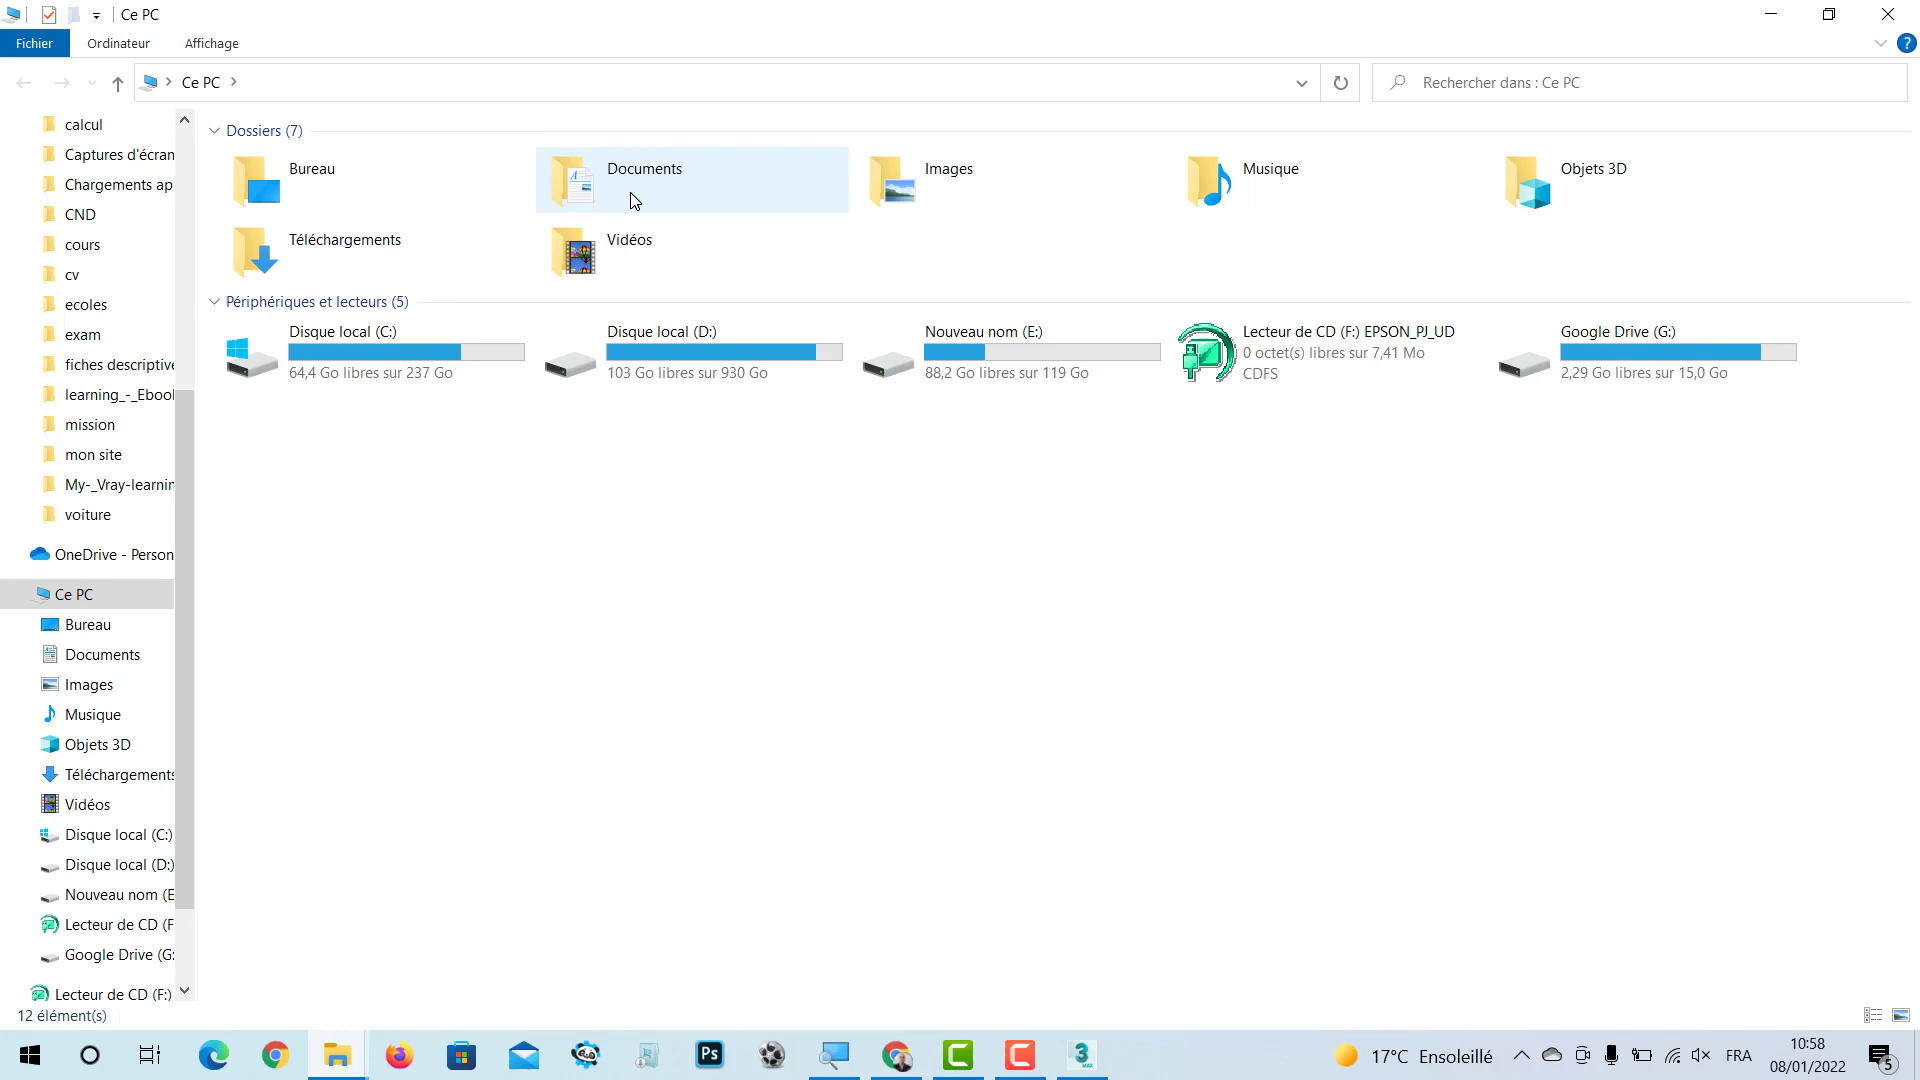 Ce PC
Fichier
Ordinateur
Affichage
Ce PC
Rechercher dans : Ce PC
calcul
Captures d'écran
Chargements ap
CND
cours
cv
ecoles
exam
fiches descriptive
learning_-_Ebool
mission
mon site
My-_Vray-learnin
voiture
OneDrive - Person
Ce PC
Bureau
Documents
Images
Musique
Objets 3D
Téléchargements
Vidéos
Disque local (C:)
Disque local (D:)
Nouveau nom (E
Lecteur de CD (F
Google Drive (G:
Lecteur de CD (F:)
Dossiers (7)
Bureau
Documents
Images
Musique
Objets 3D
Téléchargements
Vidéos
Périphériques et lecteurs (5)
Disque local (C:)
64,4 Go libres sur 237 Go
Disque local (D:)
103 Go libres sur 930 Go
Nouveau nom (E:)
88,2 Go libres sur 119 Go
Lecteur de CD (F:) EPSON_PJ_UD
0 octet(s) libres sur 7,41 Mo
CDFS
Google Drive (G:)
2,29 Go libres sur 15,0 Go
12 élément(s)
Ps
3
MAX
17°C Ensoleillé
FRA
10:58
08/01/2022
5